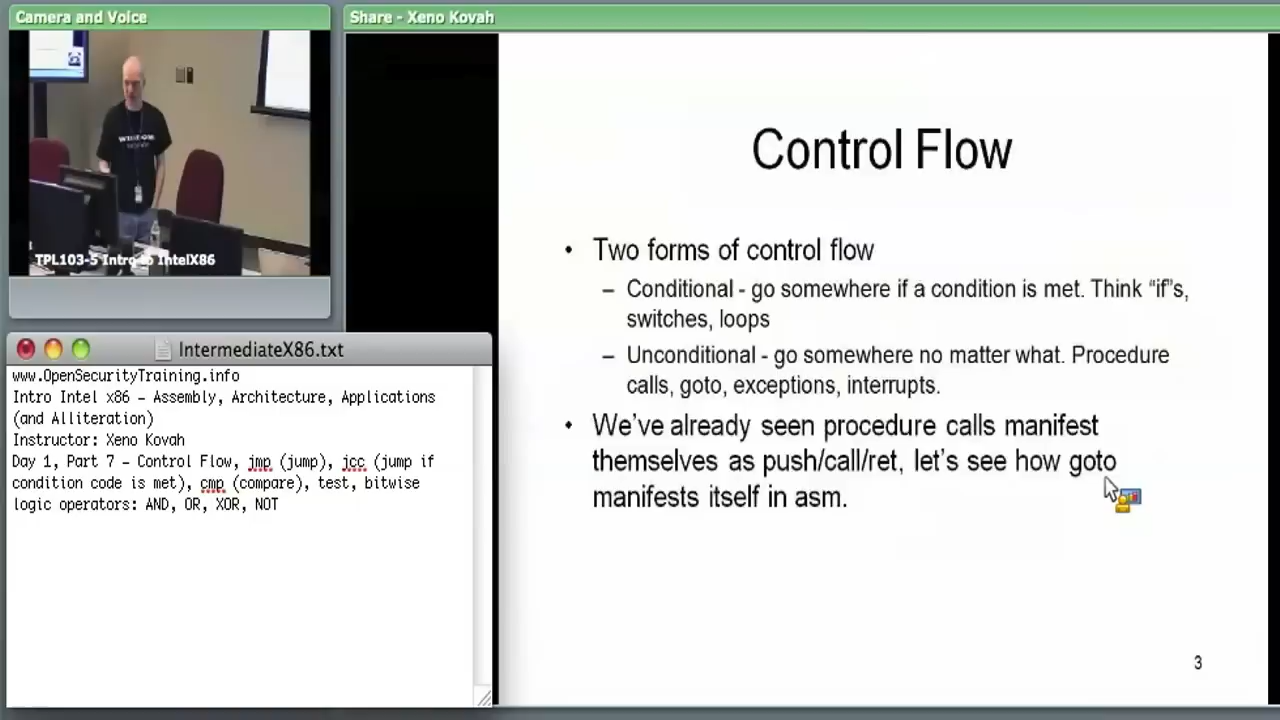 Camera and Voice
TPL103-5 Intro to IntelX86
IntermediateX86.txt
www.OpenSecurityTraining.info
Intro Intel x86 – Assembly, Architecture, Applications
(and Alliteration)
Instructor: Xeno Kovah
Day 1, Part 7 – Control Flow, jmp (jump), jcc (jump if
condition code is met), cmp (compare), test, bitwise
logic operators: AND, OR, XOR, NOT
Share - Xeno Kovah
Control Flow
• Two forms of control flow
– Conditional - go somewhere if a condition is met. Think “if”s,
switches, loops
– Unconditional - go somewhere no matter what. Procedure
calls, goto, exceptions, interrupts.
• We’ve already seen procedure calls manifest
themselves as push/call/ret, let’s see how goto
manifests itself in asm.
3